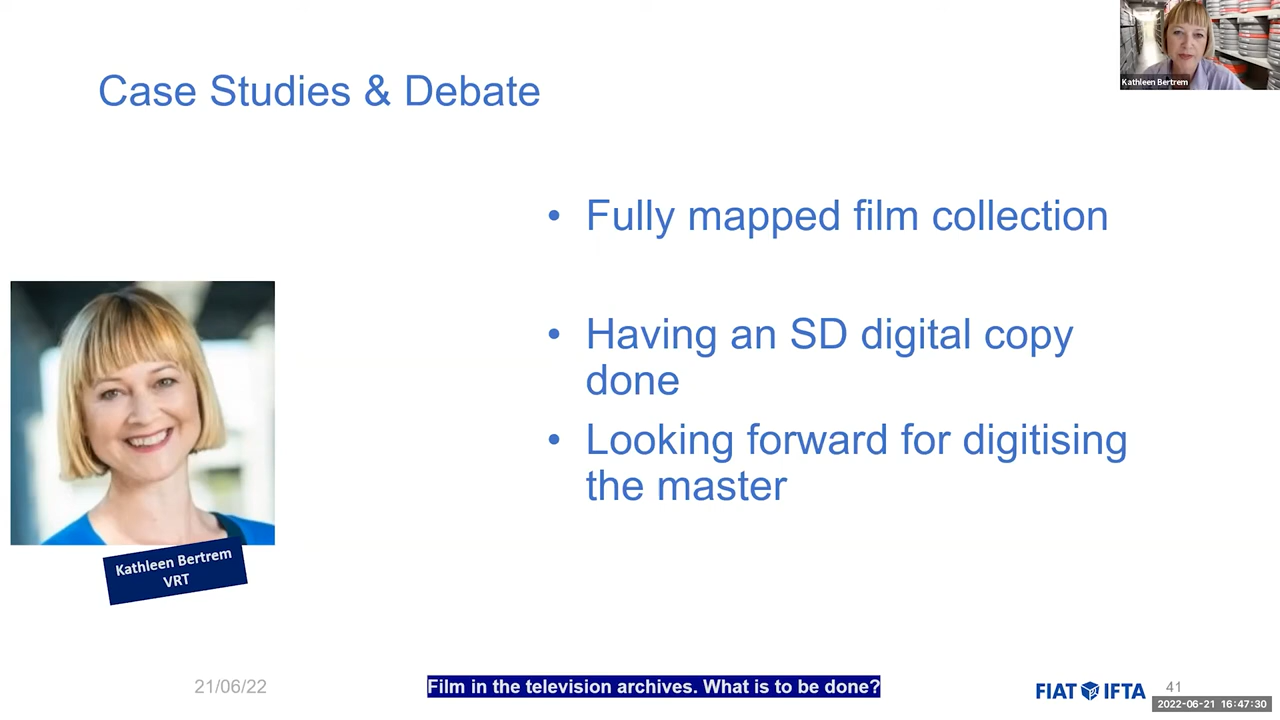 Case Studies & Debate
Kathleen Bertrem
• Fully mapped film collection
• Having an SD digital copy
done
• Looking forward for digitising
the master
Kathleen Bertrem
VRT
21/06/22
Film in the television archives. What is to be done?
FIAT IFTA
41
2022-06-21 16:47:30